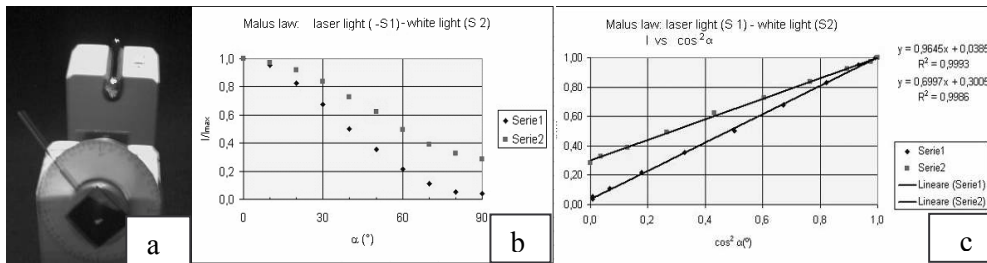 a
Malus law: laser light ( -S1) - white light (S 2)
I/Imax
1,0
0,8
0,6
0,4
0,2
0,0
0
30
60
90
α (°)
Serie1
Serie2
b
Malus law: laser light (S 1) - white light (S2)
I vs cos² α
y = 0,9645x + 0,0385
R² = 0,9993
y = 0,6997x + 0,3005
R² = 0,9986
1,00
0,80
0,60
0,40
0,20
0,00
0,0
0,2
0,4
0,6
0,8
1,0
cos² α(°)
Serie1
Serie2
Lineare (Serie1)
Lineare (Serie2)
c